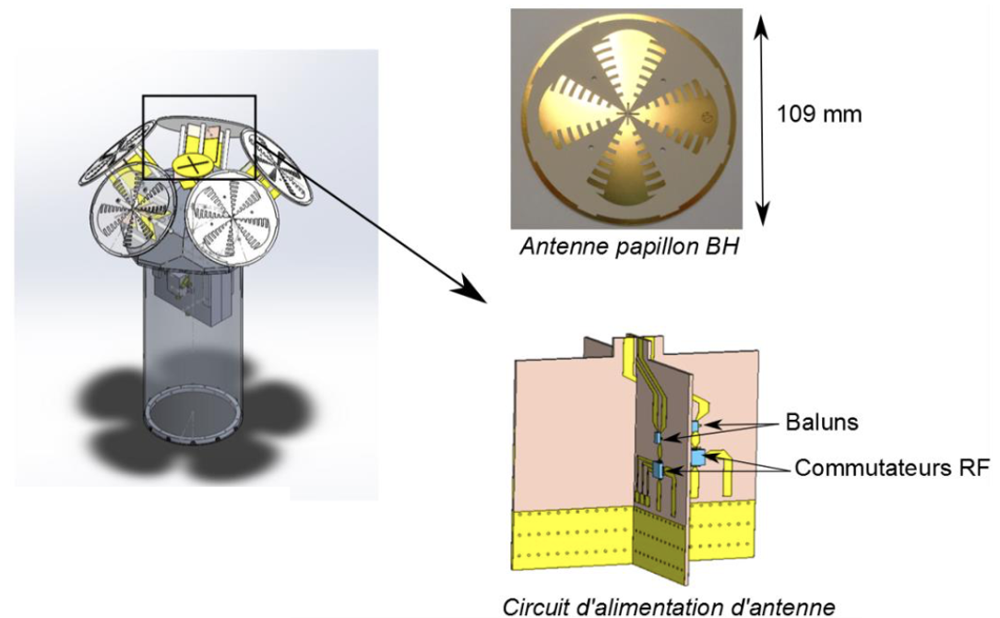 109 mm
Antenne papillon BH
Baluns
Commutateurs RF
Circuit d'alimentation d'antenne